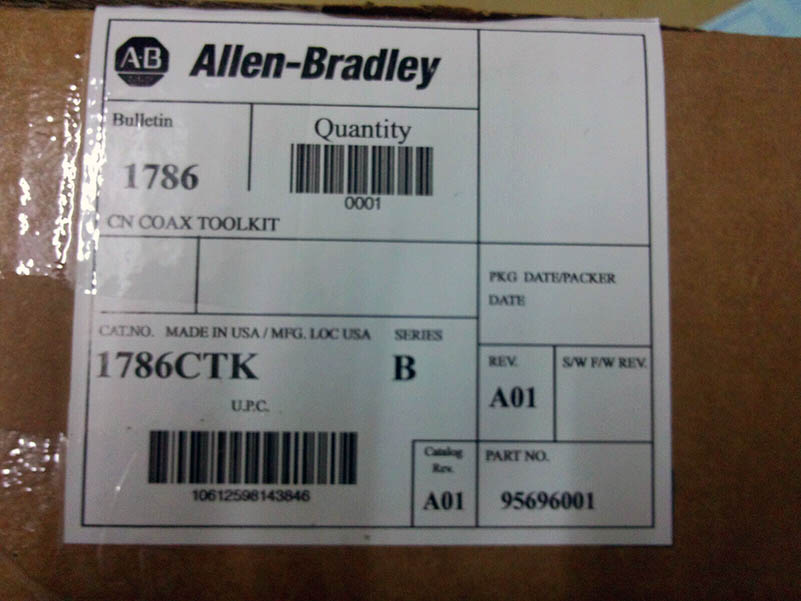 A·B
Allen-Bradley
Bulletin
1786
Quantity
0001
CN COAX TOOLKIT
PKG DATE/PACKER
DATE
CAT.NO. MADE IN USA / MFG. LOC USA
SERIES
1786CTK
B
U.P.C.
10612598143846
REV.
A01
S/W F/W REV.
Catalog
Rev.
A01
PART NO.
95696001